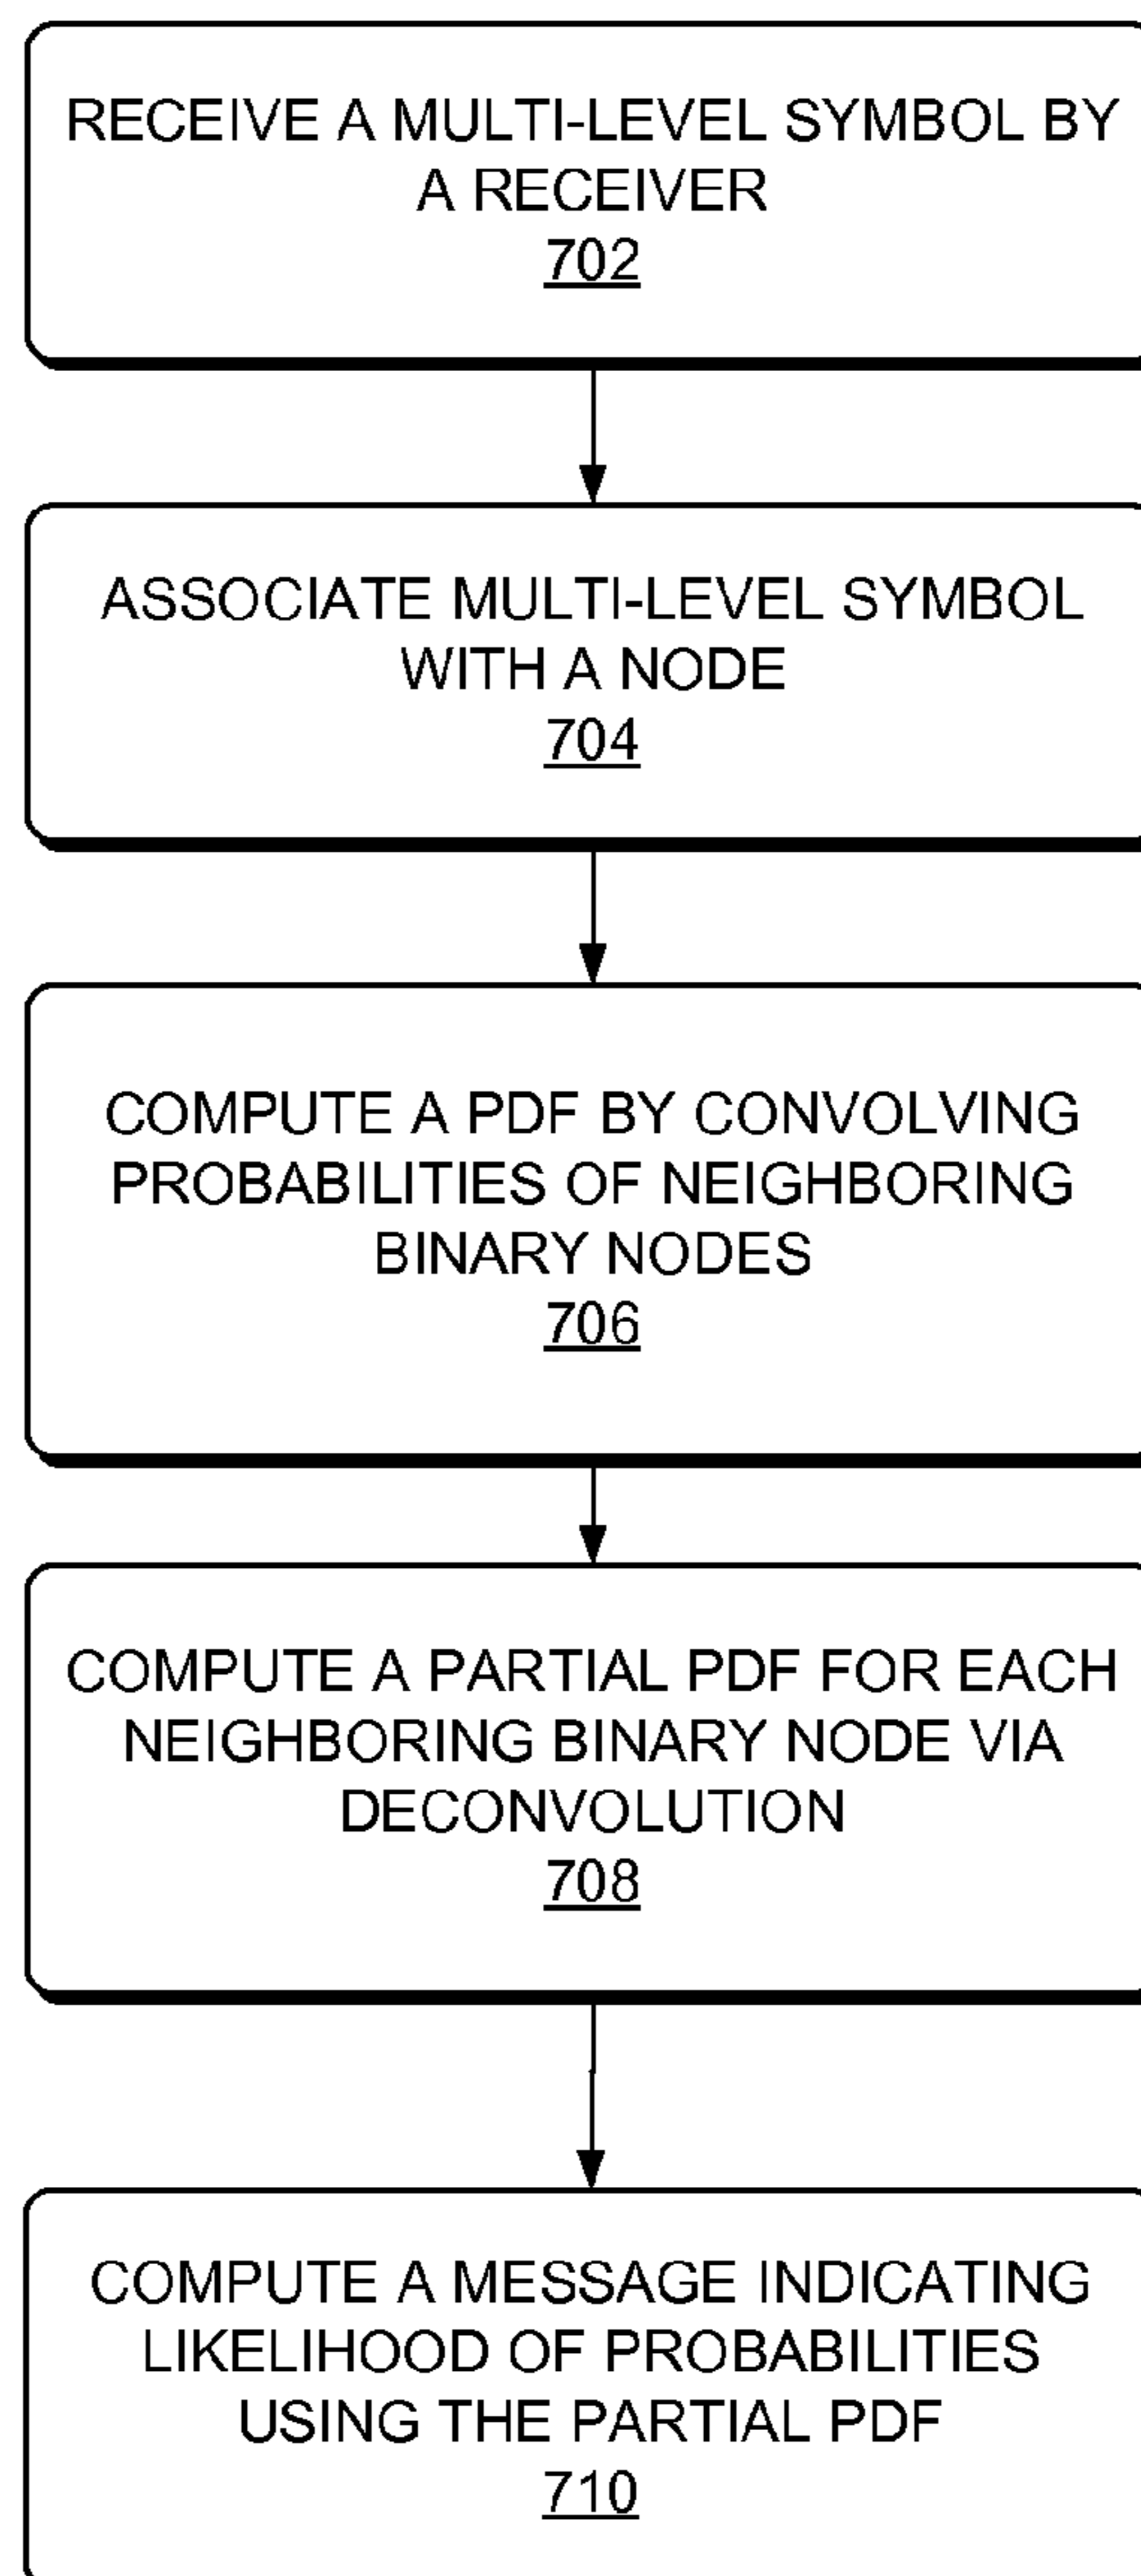 RECEIVE A MULTI-LEVEL SYMBOL BY
A RECEIVER
702
ASSOCIATE MULTI-LEVEL SYMBOL
WITH A NODE
704
COMPUTE A PDF BY CONVOLVING
PROBABILITIES OF NEIGHBORING
BINARY NODES
706
COMPUTE A PARTIAL PDF FOR EACH
NEIGHBORING BINARY NODE VIA
DECONVOLUTION
708
COMPUTE A MESSAGE INDICATING
LIKELIHOOD OF PROBABILITIES
USING THE PARTIAL PDF
710